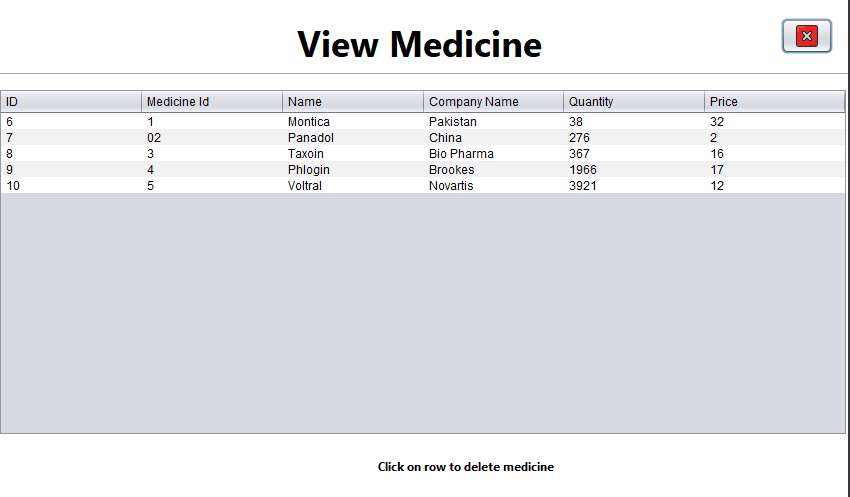 View Medicine
ID Medicine Id Name Company Name Quantity Price
6 1 Montica Pakistan 38 32
7 02 Panadol China 276 2
8 3 Taxoin Bio Pharma 367 16
9 4 Phlogin Brookes 1966 17
10 5 Voltral Novartis 3921 12
Click on row to delete medicine